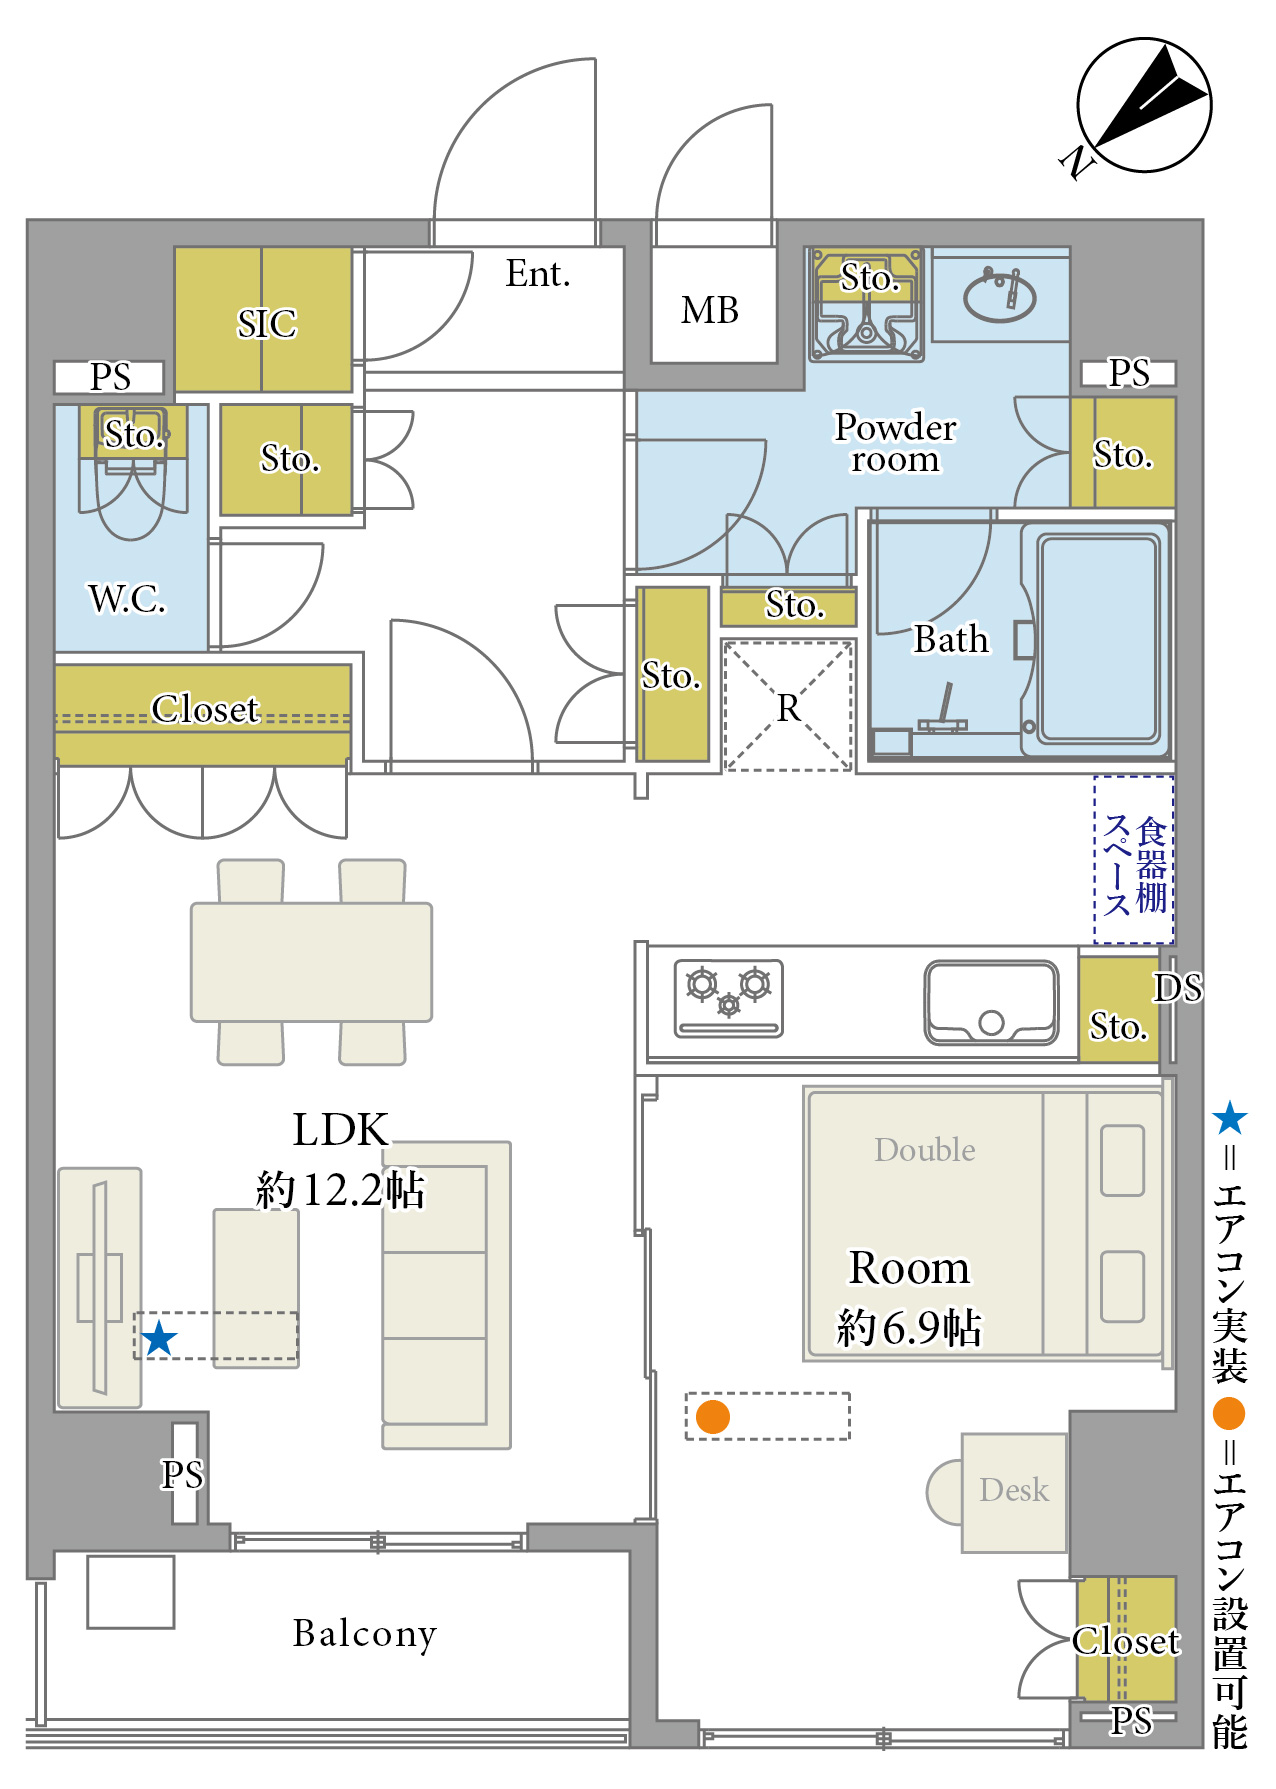 N
Ent.
MB
Sto.
SIC
PS
PS
Sto.
Sto.
Powder
room
Sto.
W.C.
Sto.
Bath
Sto.
Closet
R
食器棚
スペース
DS
Sto.
LDK
約12.2帖
Double
Room
約6.9帖
★=エアコン実装 ●=エアコン設置可能
★
●
PS
Desk
Balcony
Closet
PS